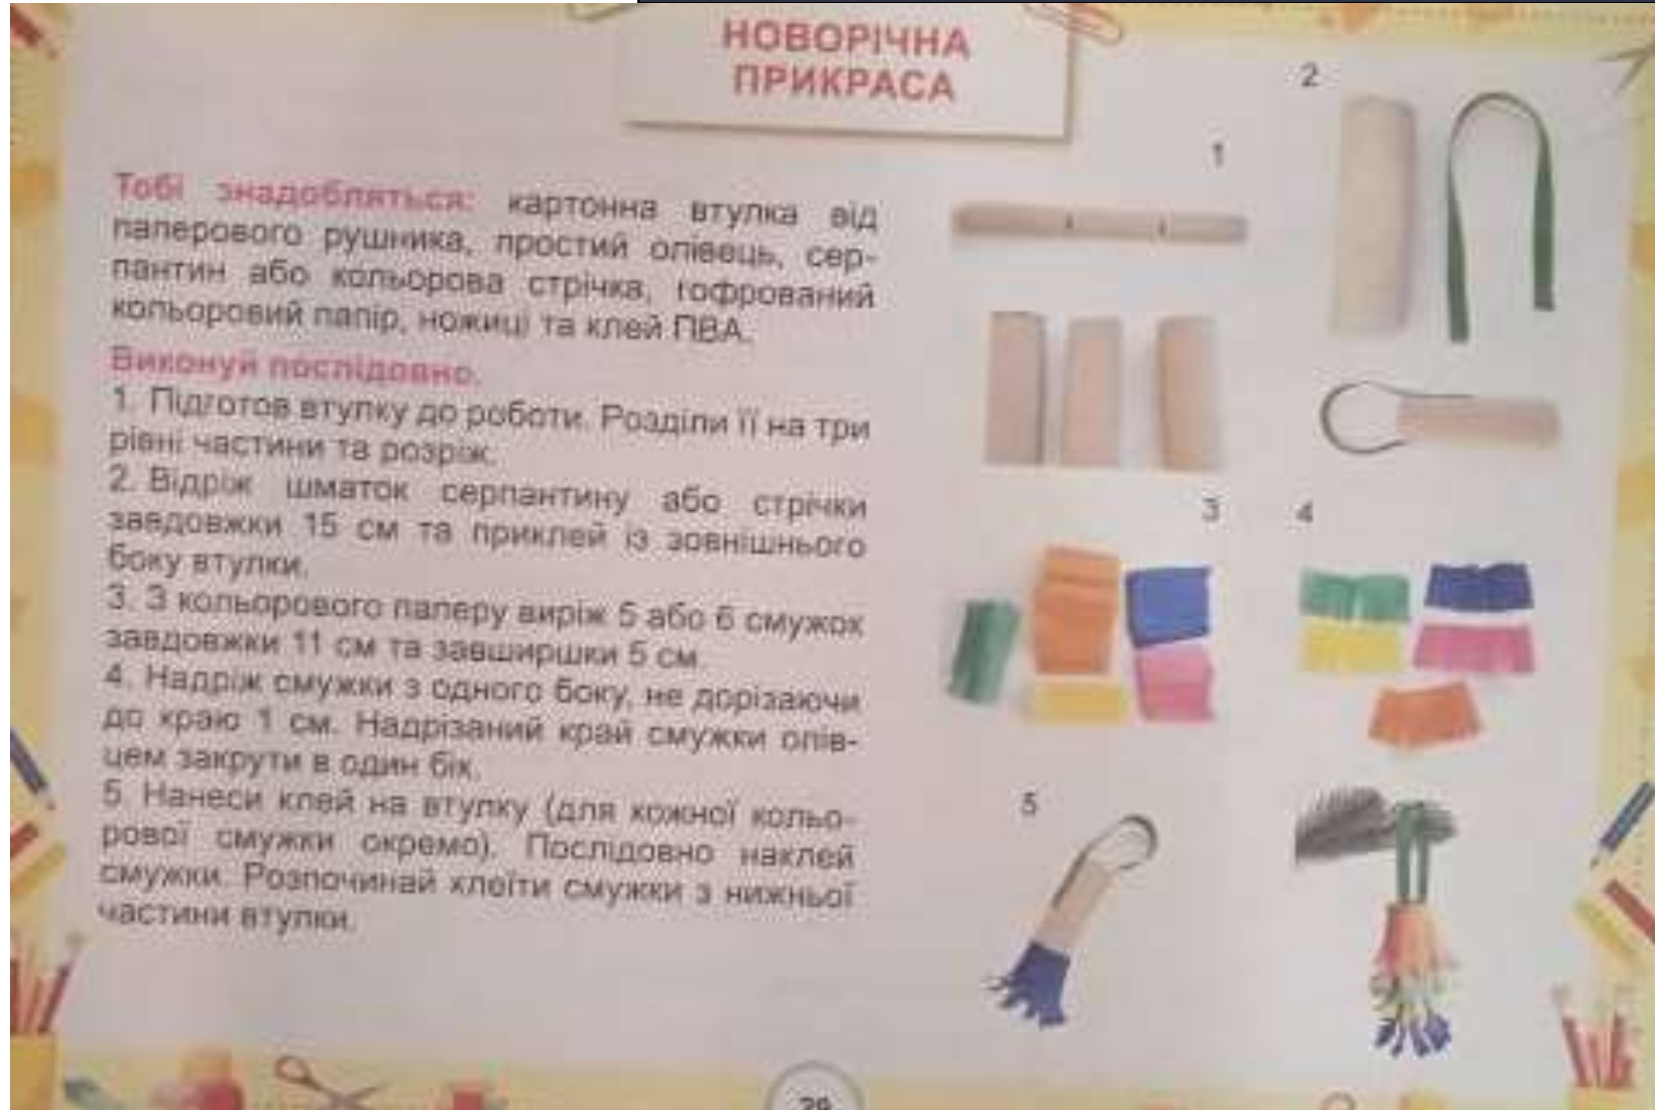 НОВОРІЧНА
ПРИКРАСА
Тобі знадобляться: картонна втулка від
паперового рушника, простий олівець, сер-
пантин або кольорова стрічка, гофрований
кольоровий папір, ножиці та клей ПВА.
Виконуй послідовно.
1. Підготов втулку до роботи. Розділи її на три
рівні частини та розріж.
2. Відріж шматок серпантину або стрічки
завдовжки 15 см та приклей із зовнішнього
боку втулки.
3. З кольорового паперу виріж 5 або 6 смужок
завдовжки 11 см та завширшки 5 см.
4. Надріж смужки з одного боку, не дорізаючи
до краю 1 см. Надрізаний край смужки олів-
цем закрути в один бік.
5. Нанеси клей на втулку (для кожної кольо-
рової смужки окремо). Послідовно наклей
смужки. Розпочинай клеїти смужки з нижньої
частини втулки.
1
2
3
4
5
29